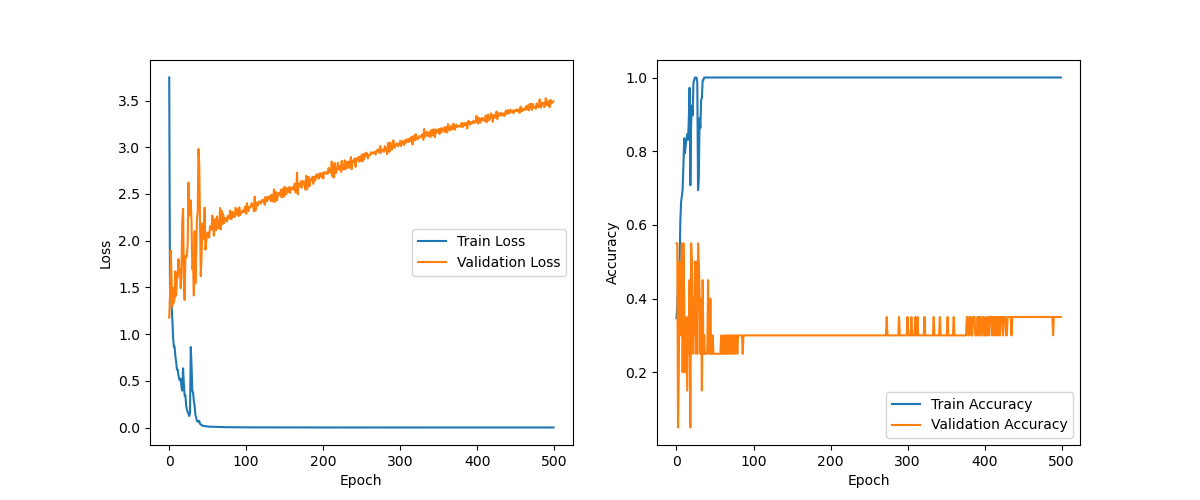 3.5
3.0
2.5
2.0
1.5
1.0
0.5
0.0
Loss
Train Loss
Validation Loss
0 100 200 300 400 500
Epoch
1.0
0.8
0.6
0.4
0.2
Accuracy
Train Accuracy
Validation Accuracy
0 100 200 300 400 500
Epoch